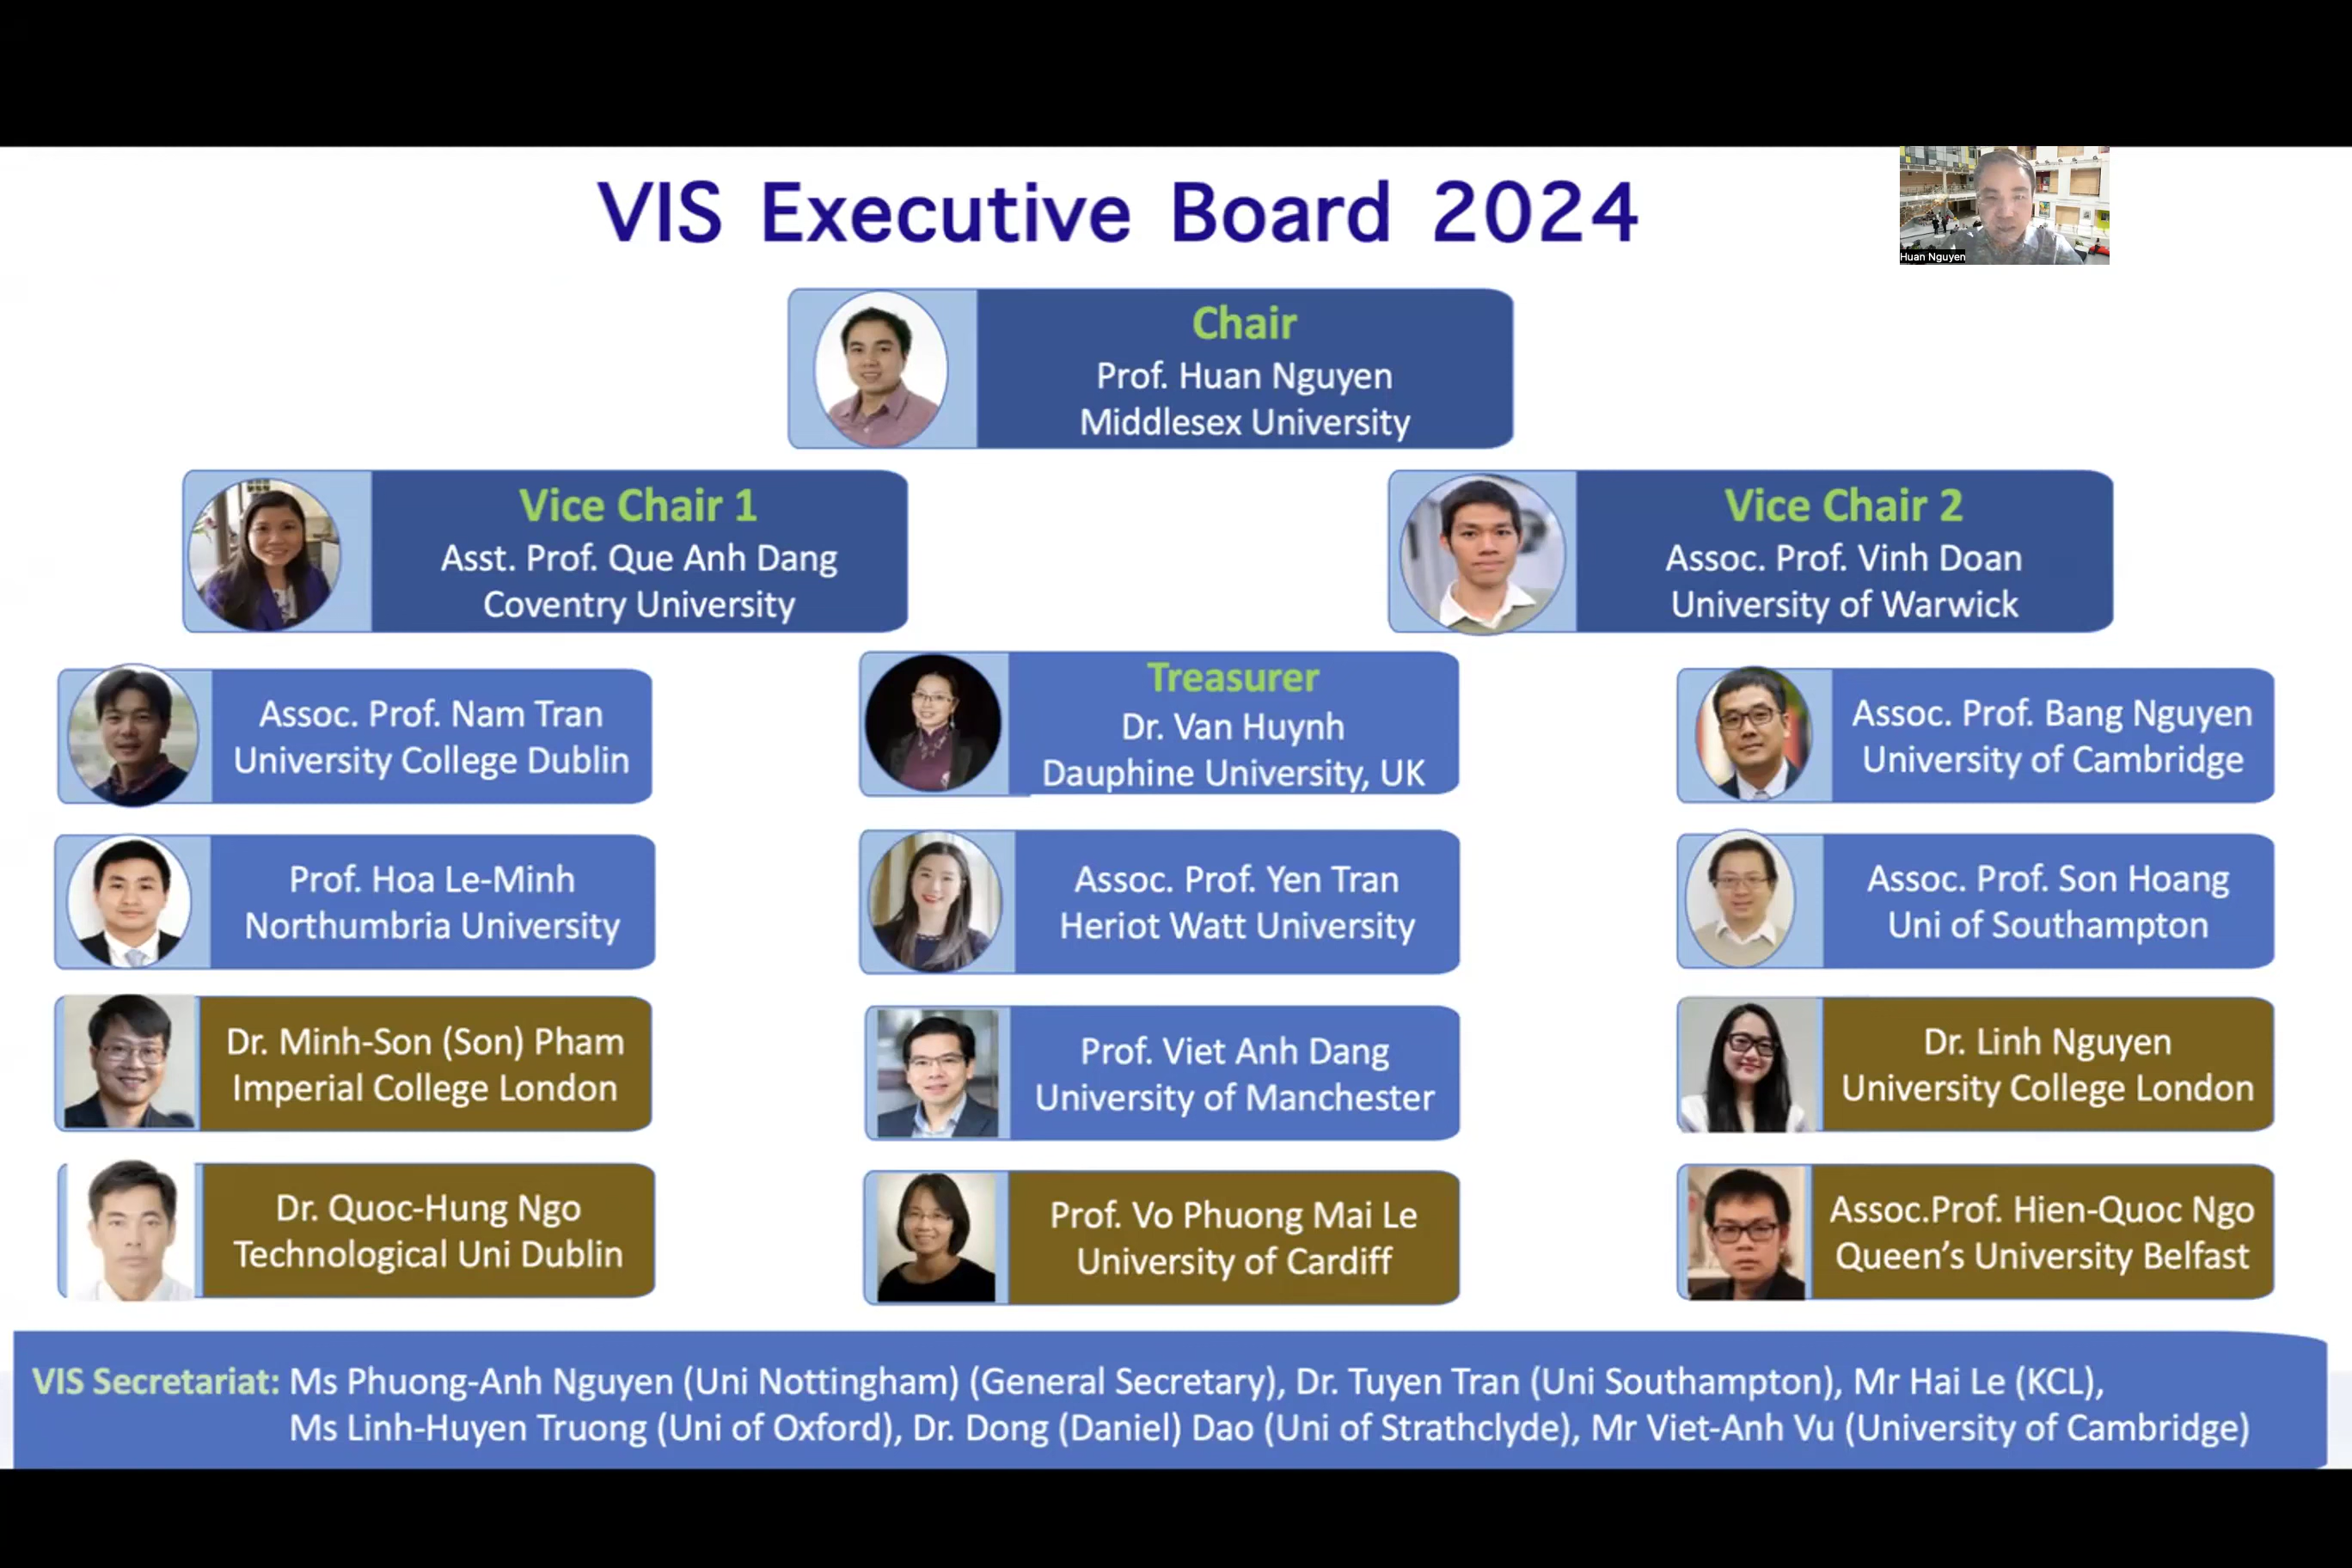 VIS Executive Board 2024
Huan Nguyen
Chair
Prof. Huan Nguyen
Middlesex University
Vice Chair 1
Asst. Prof. Que Anh Dang
Coventry University
Vice Chair 2
Assoc. Prof. Vinh Doan
University of Warwick
Assoc. Prof. Nam Tran
University College Dublin
Treasurer
Dr. Van Huynh
Dauphine University, UK
Assoc. Prof. Bang Nguyen
University of Cambridge
Prof. Hoa Le-Minh
Northumbria University
Assoc. Prof. Yen Tran
Heriot Watt University
Assoc. Prof. Son Hoang
Uni of Southampton
Dr. Minh-Son (Son) Pham
Imperial College London
Prof. Viet Anh Dang
University of Manchester
Dr. Linh Nguyen
University College London
Dr. Quoc-Hung Ngo
Technological Uni Dublin
Prof. Vo Phuong Mai Le
University of Cardiff
Assoc.Prof. Hien-Quoc Ngo
Queen’s University Belfast
VIS Secretariat: Ms Phuong-Anh Nguyen (Uni Nottingham) (General Secretary), Dr. Tuyen Tran (Uni Southampton), Mr Hai Le (KCL),
Ms Linh-Huyen Truong (Uni of Oxford), Dr. Dong (Daniel) Dao (Uni of Strathclyde), Mr Viet-Anh Vu (University of Cambridge)